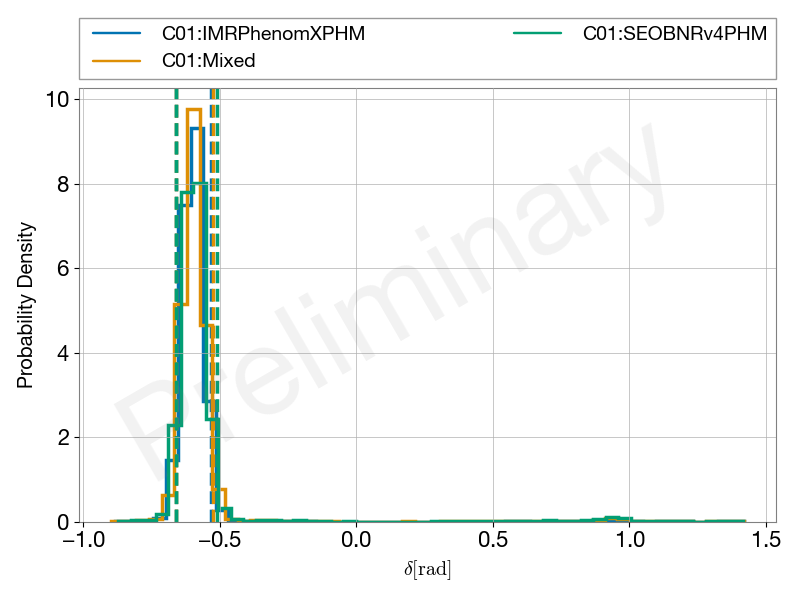 C01:IMRPhenomXPHM
C01:Mixed
C01:SEOBNRv4PHM
Preliminary
Probability Density
10
8
6
4
2
0
−1.0 −0.5 0.0 0.5 1.0 1.5
δ[rad]